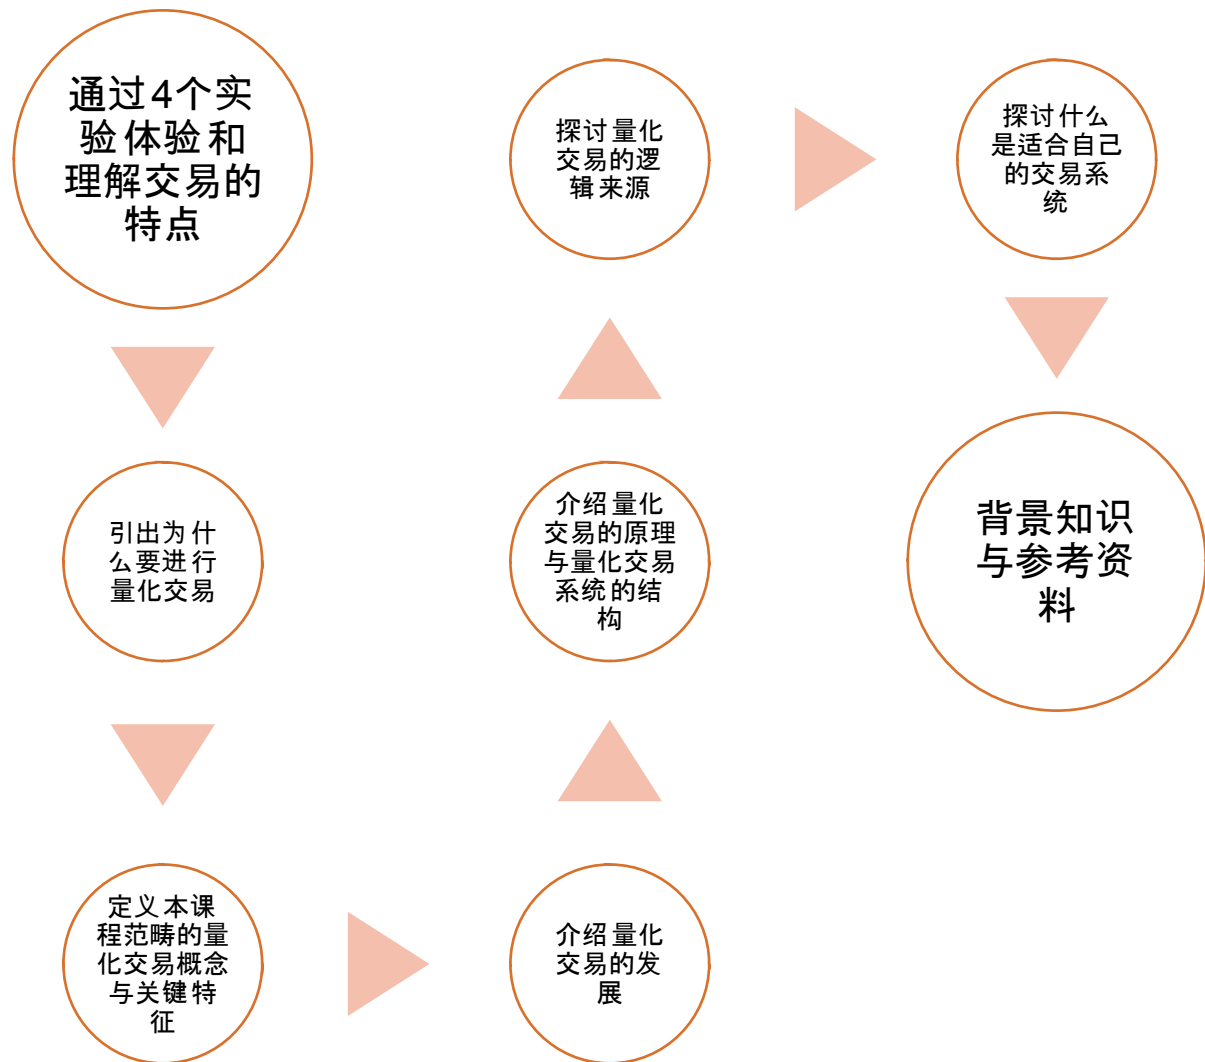 通过4个实
验体验和
理解交易的
特点
引出为什
么要进行
量化交易
定义本课
程范畴的量
化交易概念
与关键特
征
介绍量化
交易的发
展
介绍量化
交易的原理
与量化交易
系统的结
构
探讨量化
交易的逻
辑来源
探讨什么
是适合自己
的交易系
统
背景知识
与参考资
料